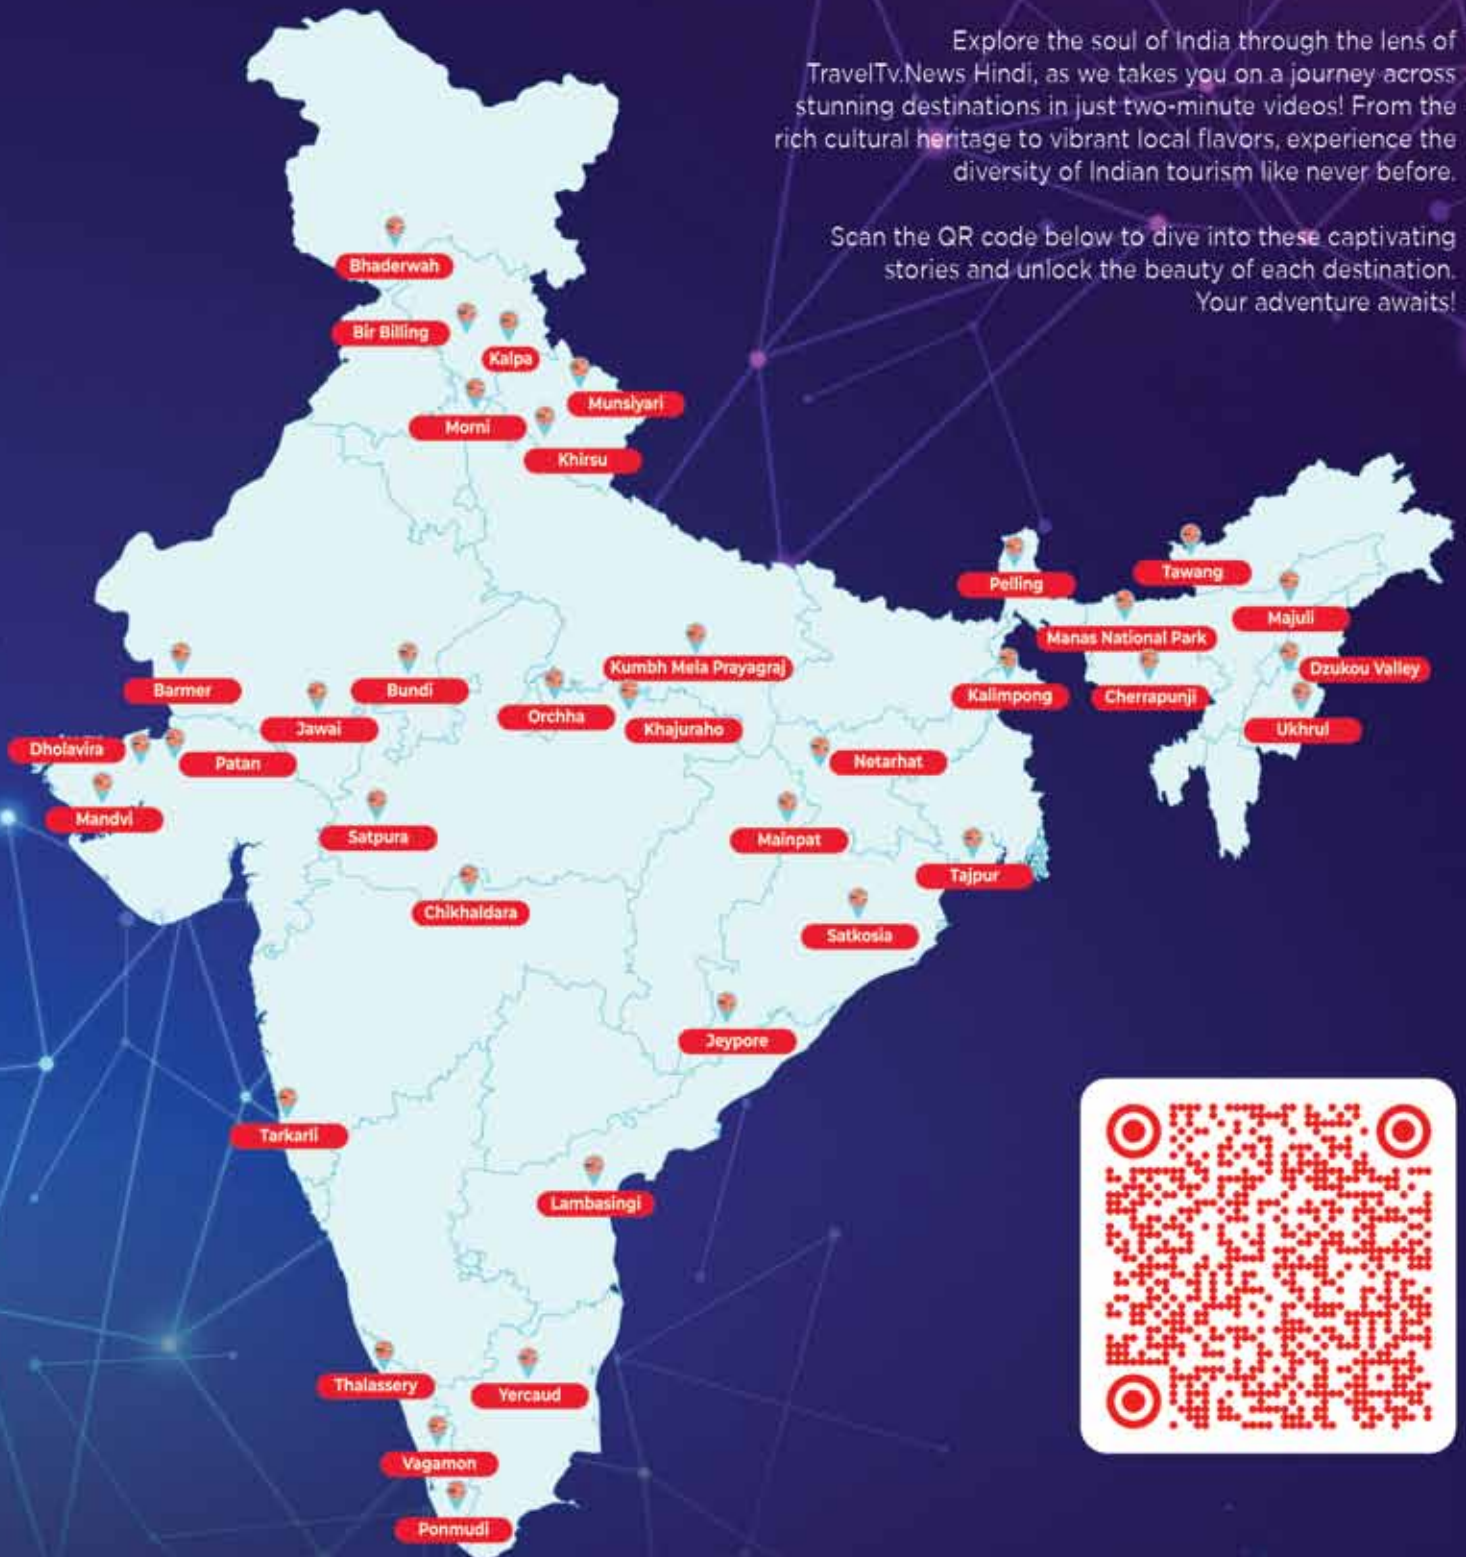 Explore the soul of India through the lens of
TravelTv.News Hindi, as we takes you on a journey across
stunning destinations in just two-minute videos! From the
rich cultural heritage to vibrant local flavors, experience the
diversity of Indian tourism like never before.
Scan the QR code below to dive into these captivating
stories and unlock the beauty of each destination.
Your adventure awaits!
Bhaderwah
Bir Billing
Kalpa
Munsiyari
Morni
Khirsu
Pelling
Tawang
Majuli
Manas National Park
Kumbh Mela Prayagraj
Dzukou Valley
Barmer
Bundi
Kalimpong
Cherrapunji
Orchha
Jawai
Khajuraho
Ukhrul
Dholavira
Patan
Netarhat
Mandvi
Satpura
Mainpat
Tajpur
Chikhaldara
Satkosia
Jeypore
Tarkarli
Lambasingi
Thalassery
Yercaud
Vagamon
Ponmudi